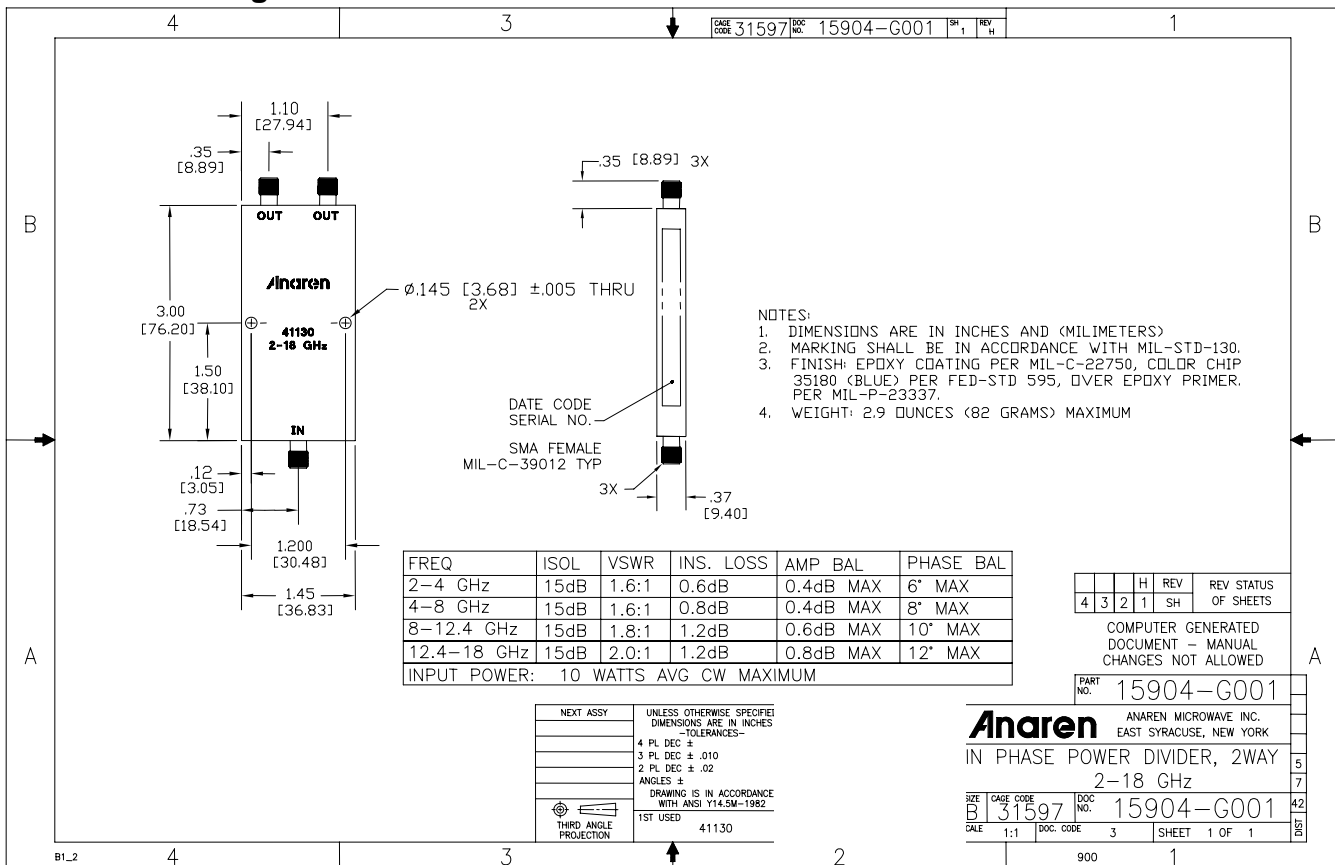 4
3
CAGE CODE 31597 DOC NO. 15904-G001 SH 1 REV H
1
B
B
1.10
[27.94]
.35
[8.89]
OUT OUT
Anaren
3.00
[76.20]
41130
2-18 GHz
1.50
[38.10]
IN
.12
[3.05]
.73
[18.54]
1.200
[30.48]
1.45
[36.83]
Ø.145 [3.68] ±.005 THRU
2X
.35 [8.89] 3X
DATE CODE
SERIAL NO.
SMA FEMALE
MIL-C-39012 TYP
3X
.37
[9.40]
NOTES:
1. DIMENSIONS ARE IN INCHES AND (MILIMETERS)
2. MARKING SHALL BE IN ACCORDANCE WITH MIL-STD-130.
3. FINISH: EPOXY COATING PER MIL-C-22750, COLOR CHIP
35180 (BLUE) PER FED-STD 595, OVER EPOXY PRIMER.
PER MIL-P-23337.
4. WEIGHT: 2.9 OUNCES (82 GRAMS) MAXIMUM
FREQ ISOL VSWR INS. LOSS AMP BAL PHASE BAL
2-4 GHz 15dB 1.6:1 0.6dB 0.4dB MAX 6° MAX
4-8 GHz 15dB 1.6:1 0.8dB 0.4dB MAX 8° MAX
8-12.4 GHz 15dB 1.8:1 1.2dB 0.6dB MAX 10° MAX
12.4-18 GHz 15dB 2.0:1 1.2dB 0.8dB MAX 12° MAX
INPUT POWER: 10 WATTS AVG CW MAXIMUM
A
A
H REV REV STATUS
4 3 2 1 SH OF SHEETS
COMPUTER GENERATED
DOCUMENT - MANUAL
CHANGES NOT ALLOWED
PART NO. 15904-G001
Anaren ANAREN MICROWAVE INC.
EAST SYRACUSE, NEW YORK
IN PHASE POWER DIVIDER, 2WAY
2-18 GHz
SIZE B CAGE CODE 31597 DOC NO. 15904-G001
CALE 1:1 DOC. CODE 3 SHEET 1 OF 1
5
7
42
DIST
NEXT ASSY
UNLESS OTHERWISE SPECIFIE
DIMENSIONS ARE IN INCHES
-TOLERANCES-
4 PL DEC ±
3 PL DEC ± .010
2 PL DEC ± .02
ANGLES ±
DRAWING IS IN ACCORDANCE
WITH ANSI Y14.5M-1982
THIRD ANGLE
PROJECTION
1ST USED
41130
B1_2
4
3
2
900
1